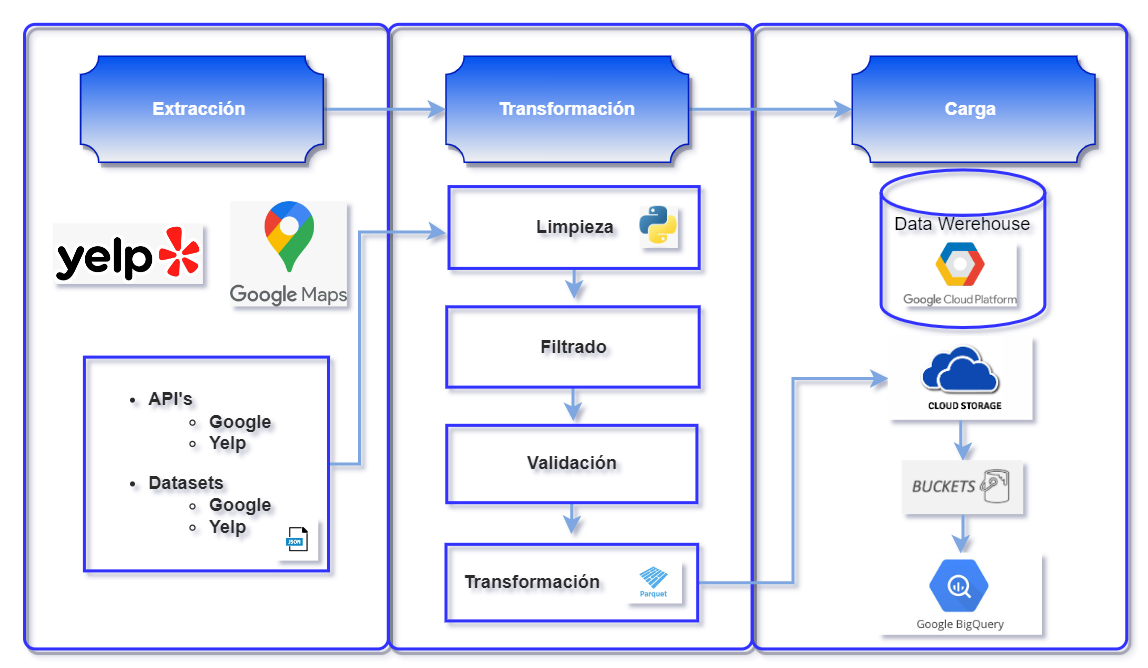 Extracción
Transformación
Carga
yelp
Google Maps
API's
Google
Yelp
Datasets
Google
Yelp
JSON
Limpieza
Filtrado
Validación
Transformación
Parquet
Data Werehouse
Google Cloud Platform
CLOUD STORAGE
BUCKETS
Google BigQuery